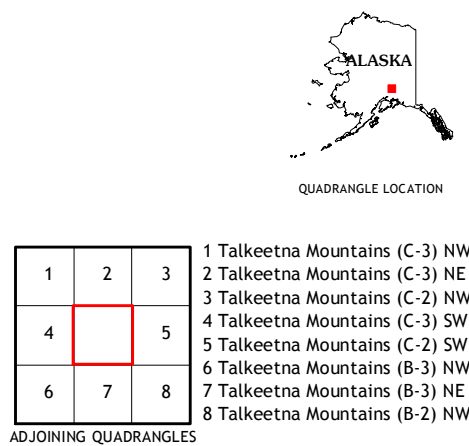 ALASKA
QUADRANGLE LOCATION
1 2 3
4 5
6 7 8
ADJOINING QUADRANGLES
1 Talkeetna Mountains (C-3) NW
2 Talkeetna Mountains (C-3) NE
3 Talkeetna Mountains (C-2) NW
4 Talkeetna Mountains (C-3) SW
5 Talkeetna Mountains (C-2) SW
6 Talkeetna Mountains (B-3) NW
7 Talkeetna Mountains (B-3) NE
8 Talkeetna Mountains (B-2) NW